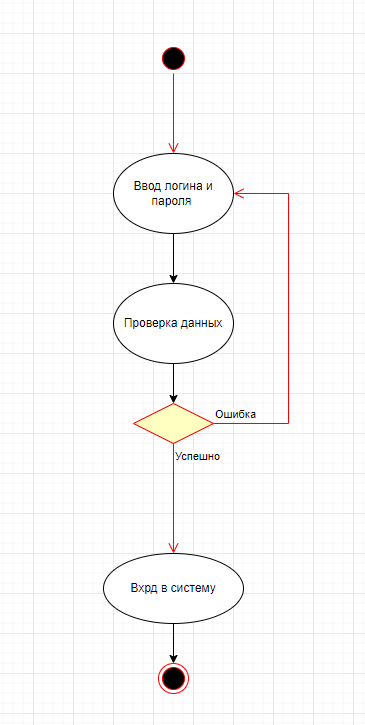 Ввод логина и
пароля
Проверка данных
Ошибка
Успешно
Вхрд в систему